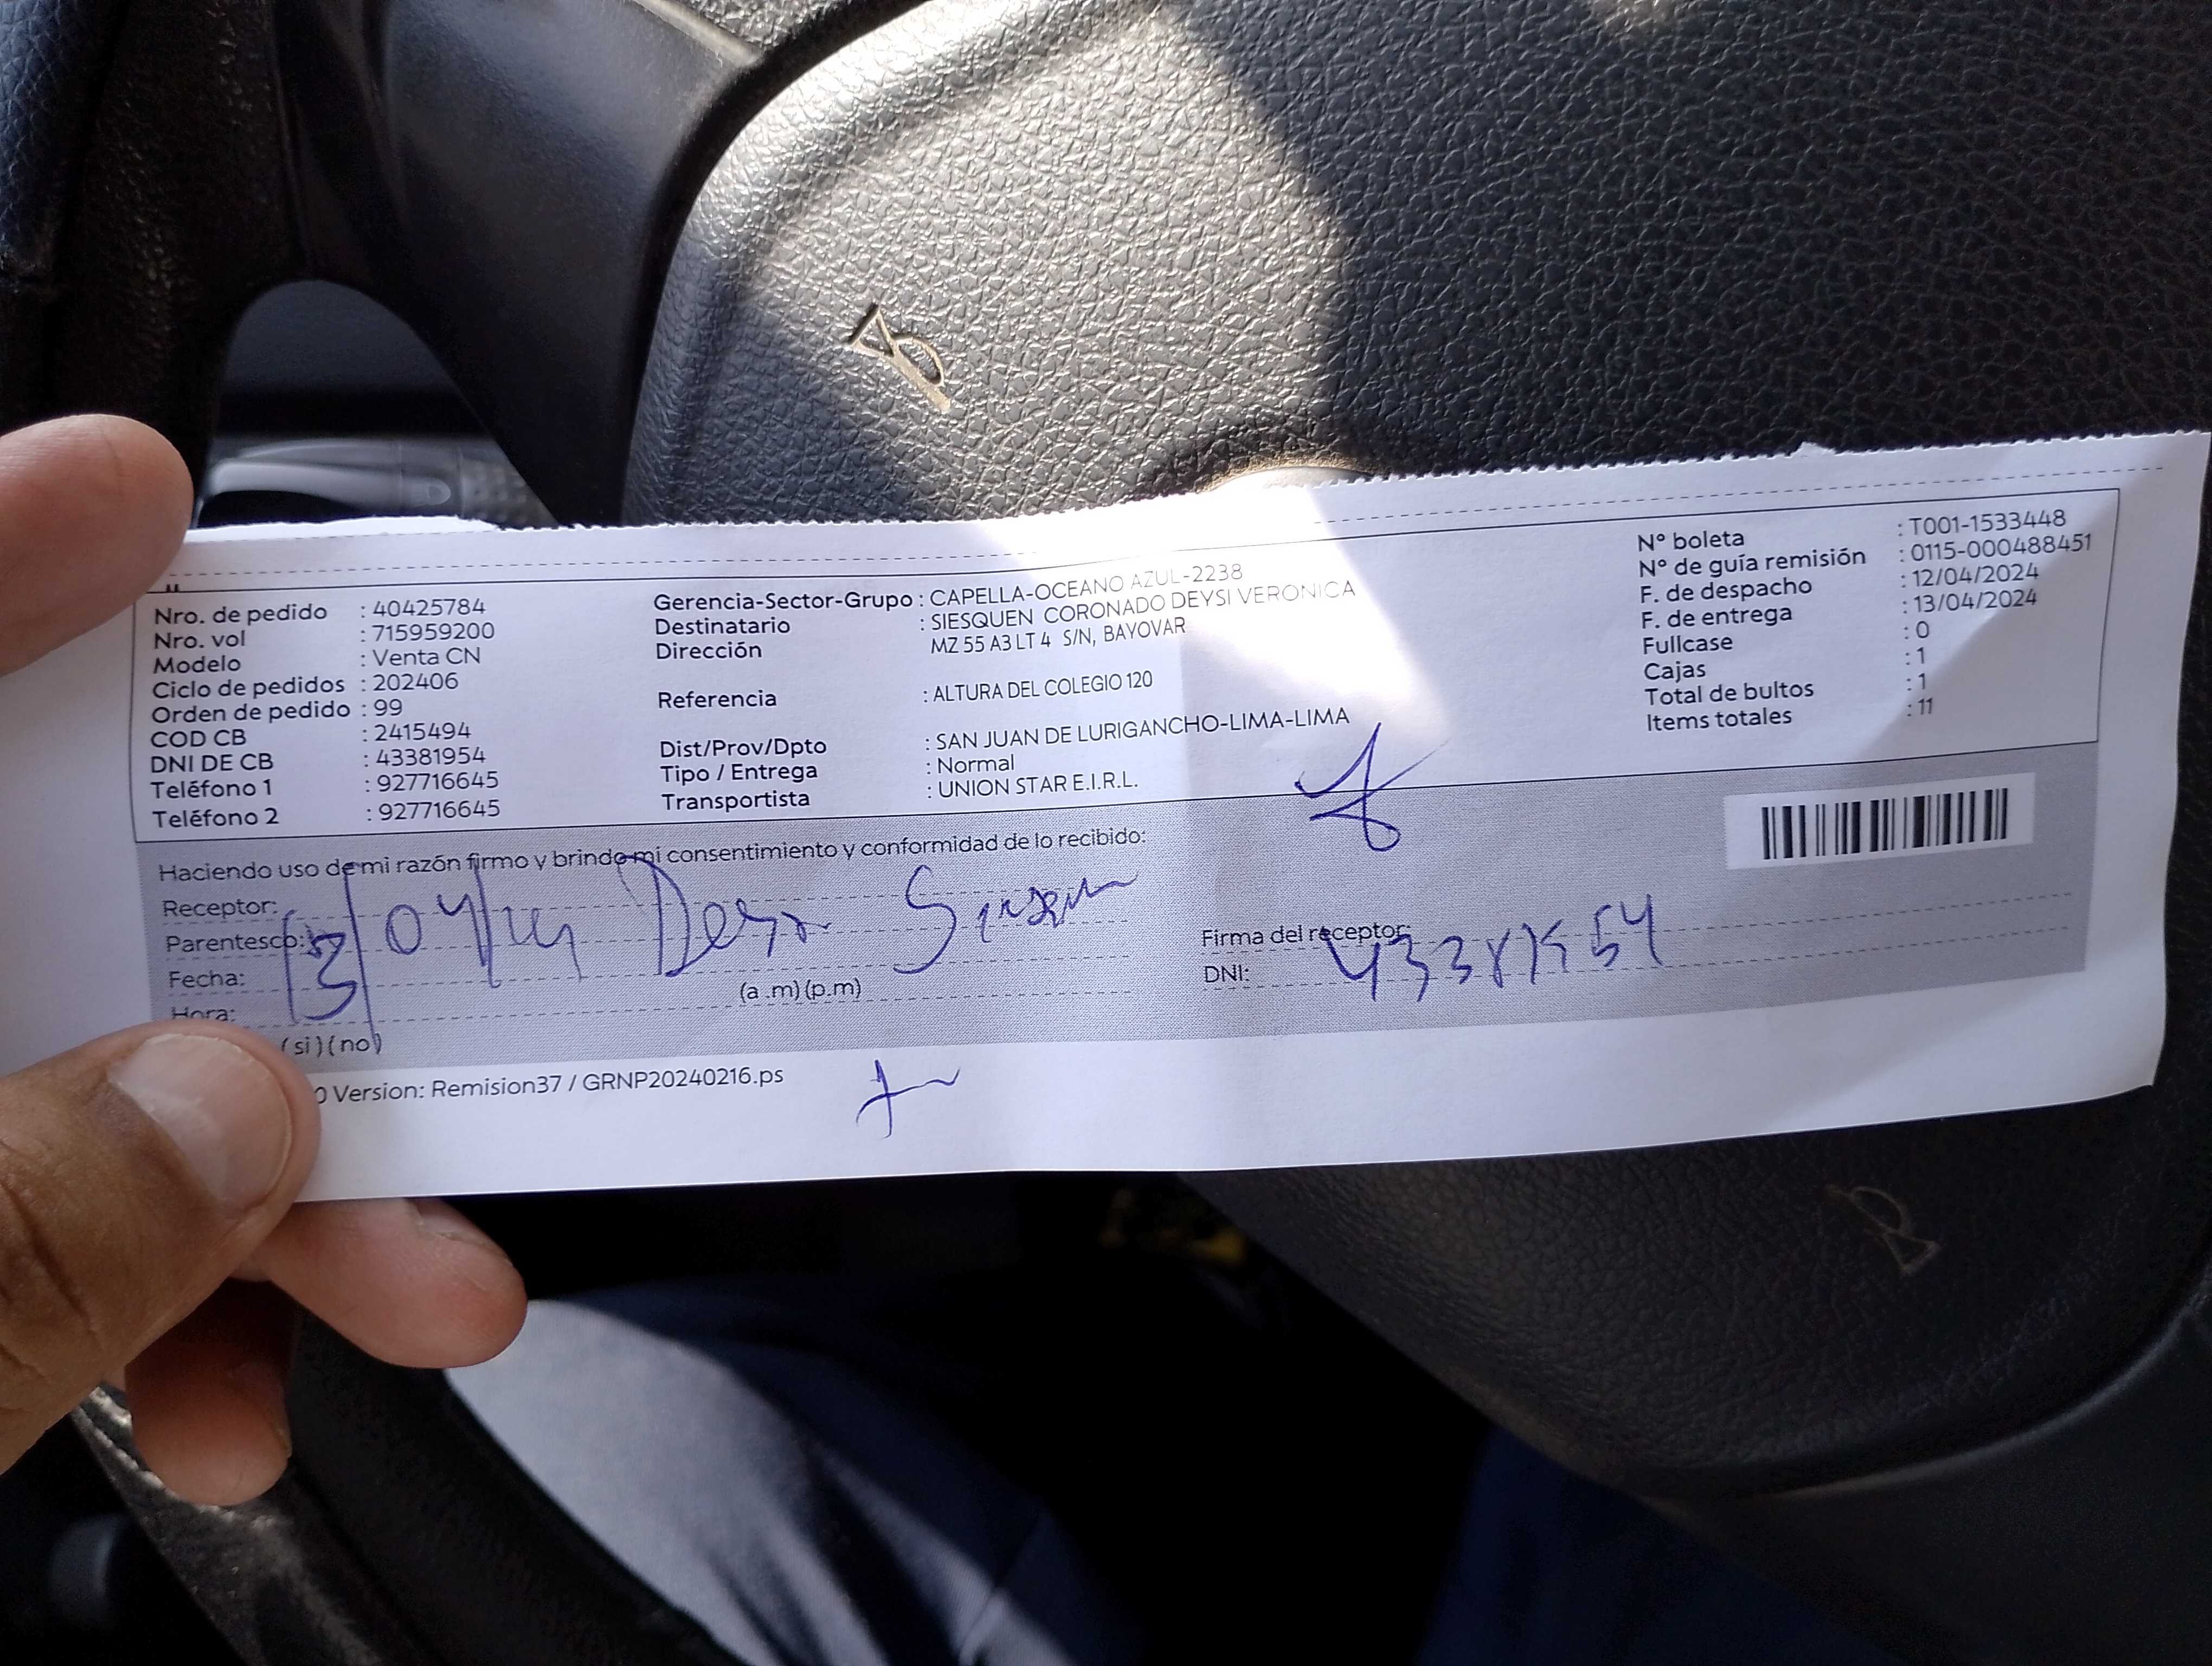 Nro. de pedido : 40425784
Nro. vol : 715959200
Modelo : Venta CN
Ciclo de pedidos : 202406
Orden de pedido : 99
COD CB : 2415494
DNI DE CB : 43381954
Teléfono 1 : 927716645
Teléfono 2 : 927716645
Gerencia-Sector-Grupo : CAPELLA-OCEANO AZUL-2238
Destinatario : SIESQUEN CORONADO DEYSI VERONICA
Dirección MZ 55 A3 LT 4 S/N, BAYOVAR
Referencia : ALTURA DEL COLEGIO 120
Dist/Prov/Dpto : SAN JUAN DE LURIGANCHO-LIMA-LIMA
Tipo / Entrega : Normal
Transportista : UNION STAR E.I.R.L.
N° boleta : T001-1533448
N° de guía remisión : 0115-000488451
F. de despacho : 12/04/2024
F. de entrega : 13/04/2024
Fullcase : 0
Cajas : 1
Total de bultos : 1
Items totales : 11
Haciendo uso de mi razón firmo y brindo mi consentimiento y conformidad de lo recibido:
Receptor:
Parentesco:
Fecha:
Hora: (a .m) (p.m)
(si) (no)
Firma del receptor:
DNI:
0 Version: Remision37 / GRNP20240216.ps